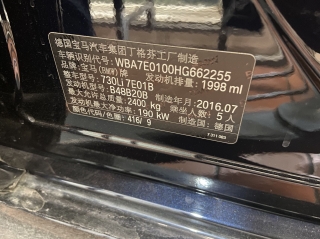 德国宝马汽车集团丁格芬工厂制造
车辆识别代号: WBA7E0100HG662255
品牌: 宝马(BMW)牌 发动机排量: 1998 ml
型号: 730Li 7E01B
发动机型号: B48B20B 制造年月: 2016.07
最大允许总质量: 2400 kg 乘坐人数: 5 人
发动机最大净功率: 190 kW 制造国: 德国
颜色代码/色圈: 416/ 9